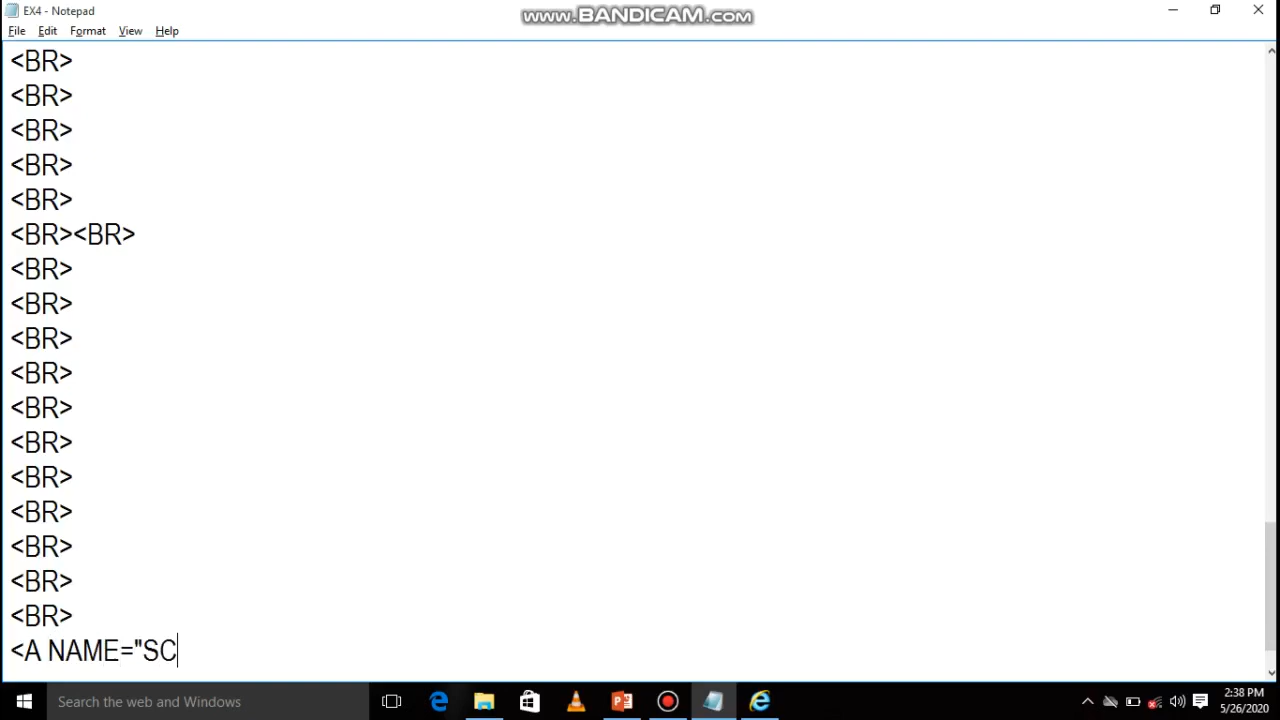 EX4 - Notepad
www.BANDICAM.com
File Edit Format View Help
<BR>
<BR>
<BR>
<BR>
<BR>
<BR><BR>
<BR>
<BR>
<BR>
<BR>
<BR>
<BR>
<BR>
<BR>
<BR>
<BR>
<BR>
<A NAME="SC
Search the web and Windows
2:38 PM
5/26/2020